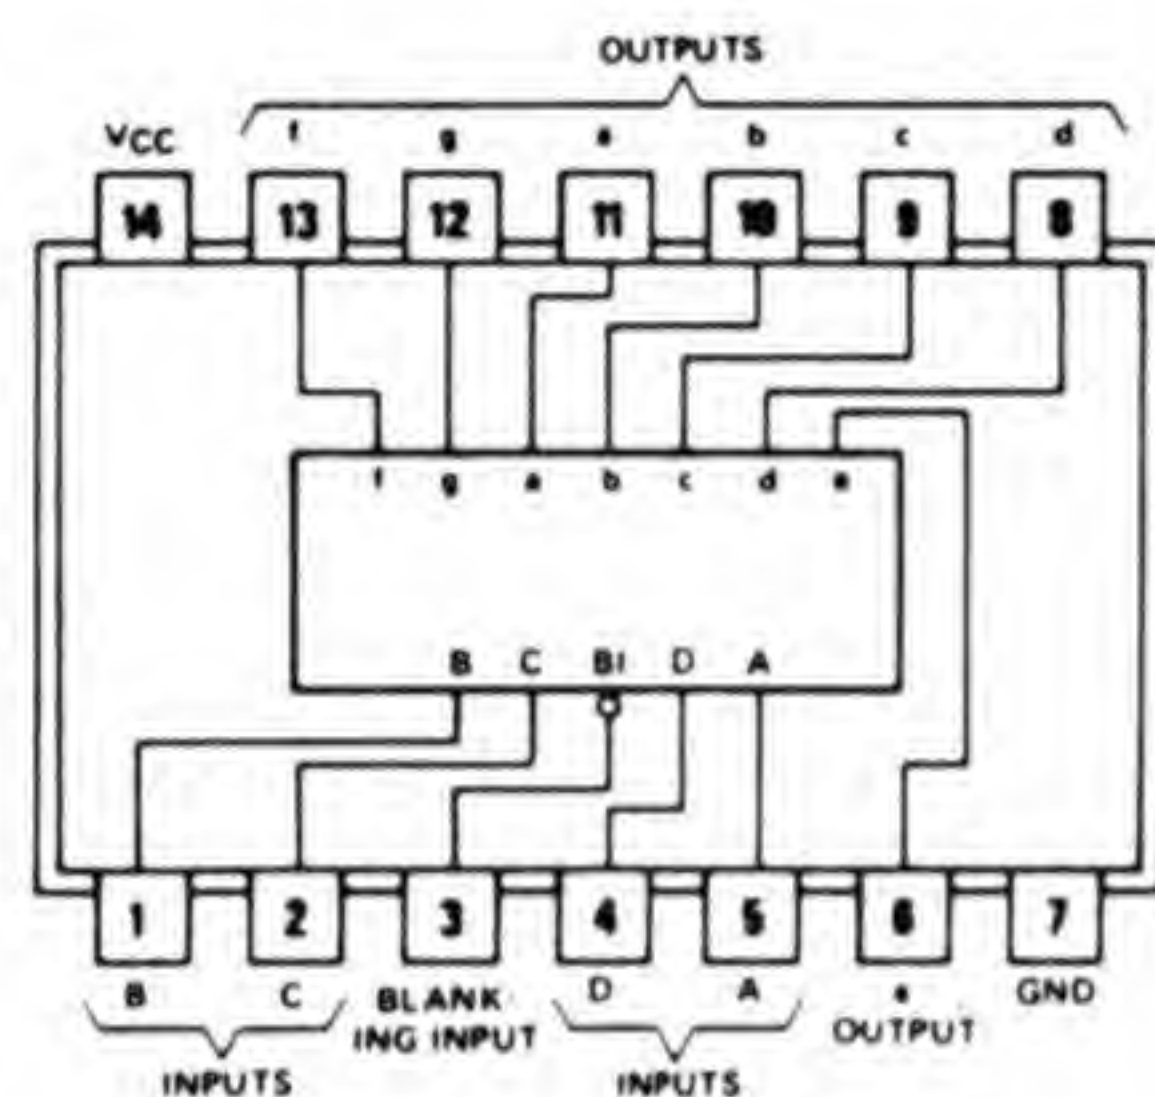 OUTPUTS
VCC f g a b c d
14 13 12 11 10 9 8
f g a b c d e
B C BI D A
1 2 3 4 5 6 7
B C BLANK- D A e GND
ING INPUT OUTPUT
INPUTS INPUTS